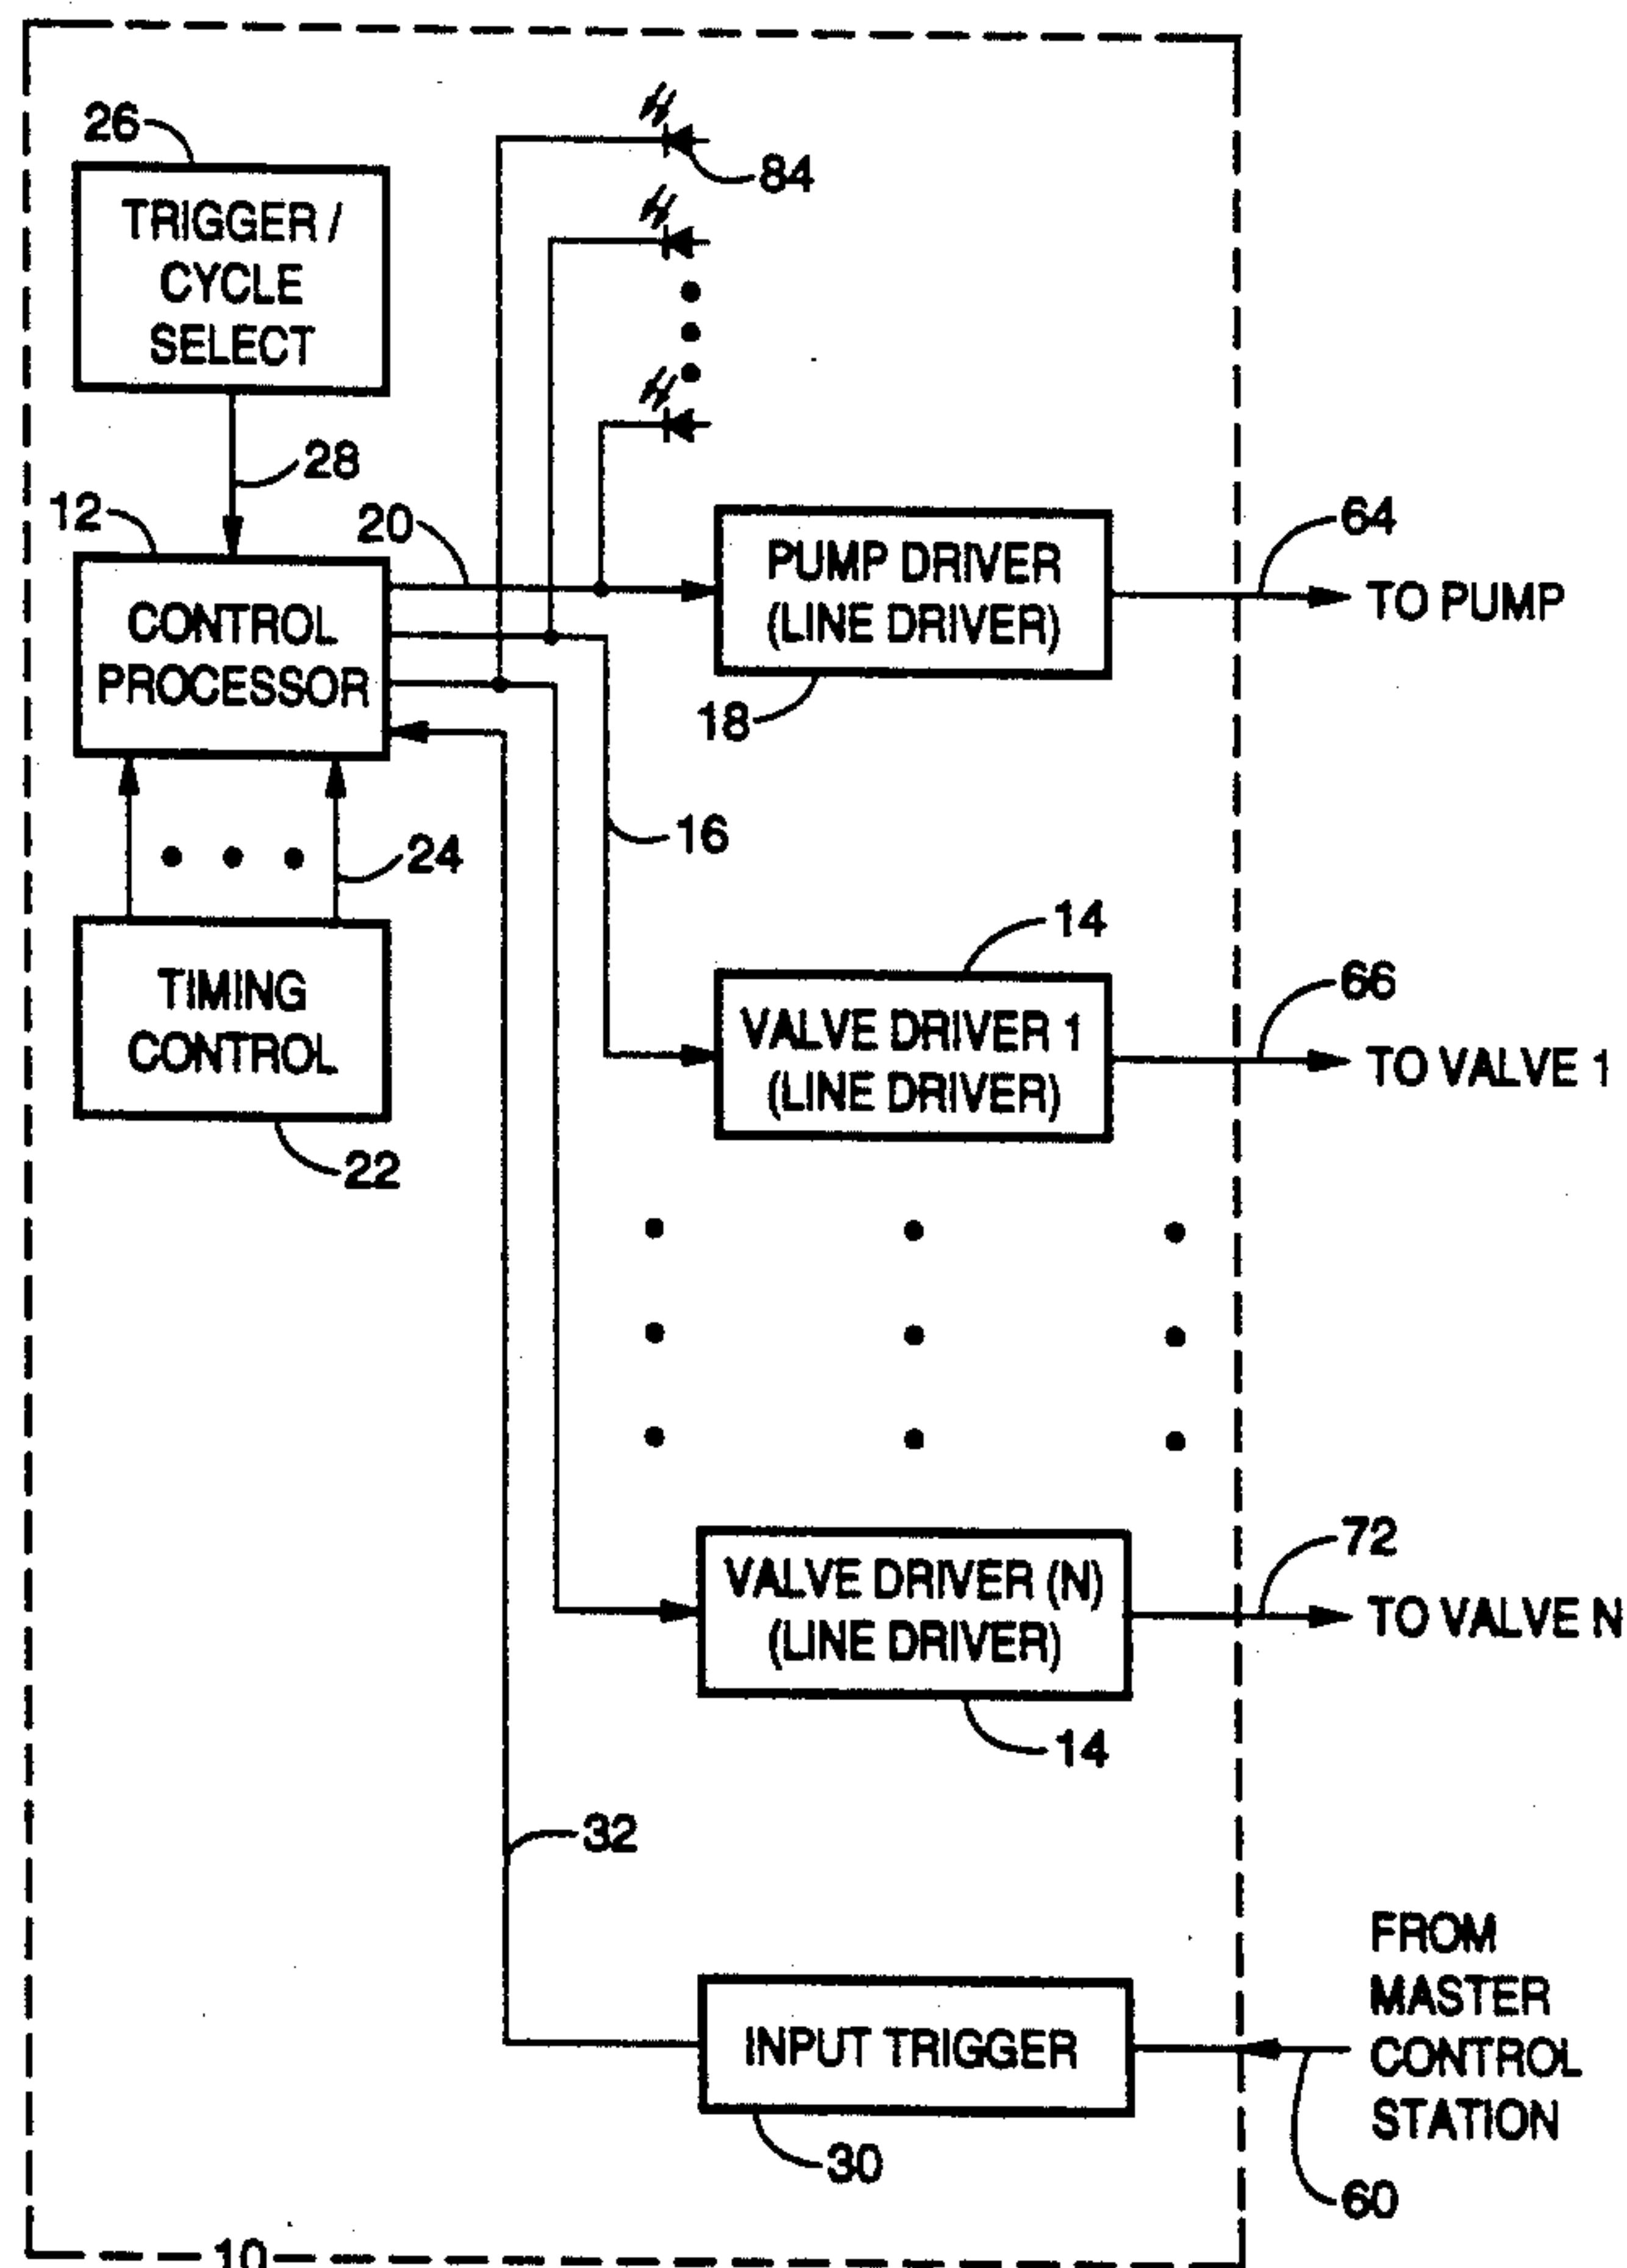 26
TRIGGER /
CYCLE
SELECT
84
28
12
20
64
CONTROL
PROCESSOR
PUMP DRIVER
(LINE DRIVER)
TO PUMP
18
16
24
14
66
TIMING
CONTROL
VALVE DRIVER 1
(LINE DRIVER)
TO VALVE 1
22
72
VALVE DRIVER (N)
(LINE DRIVER)
TO VALVE N
14
32
FROM
MASTER
CONTROL
STATION
INPUT TRIGGER
30
60
10